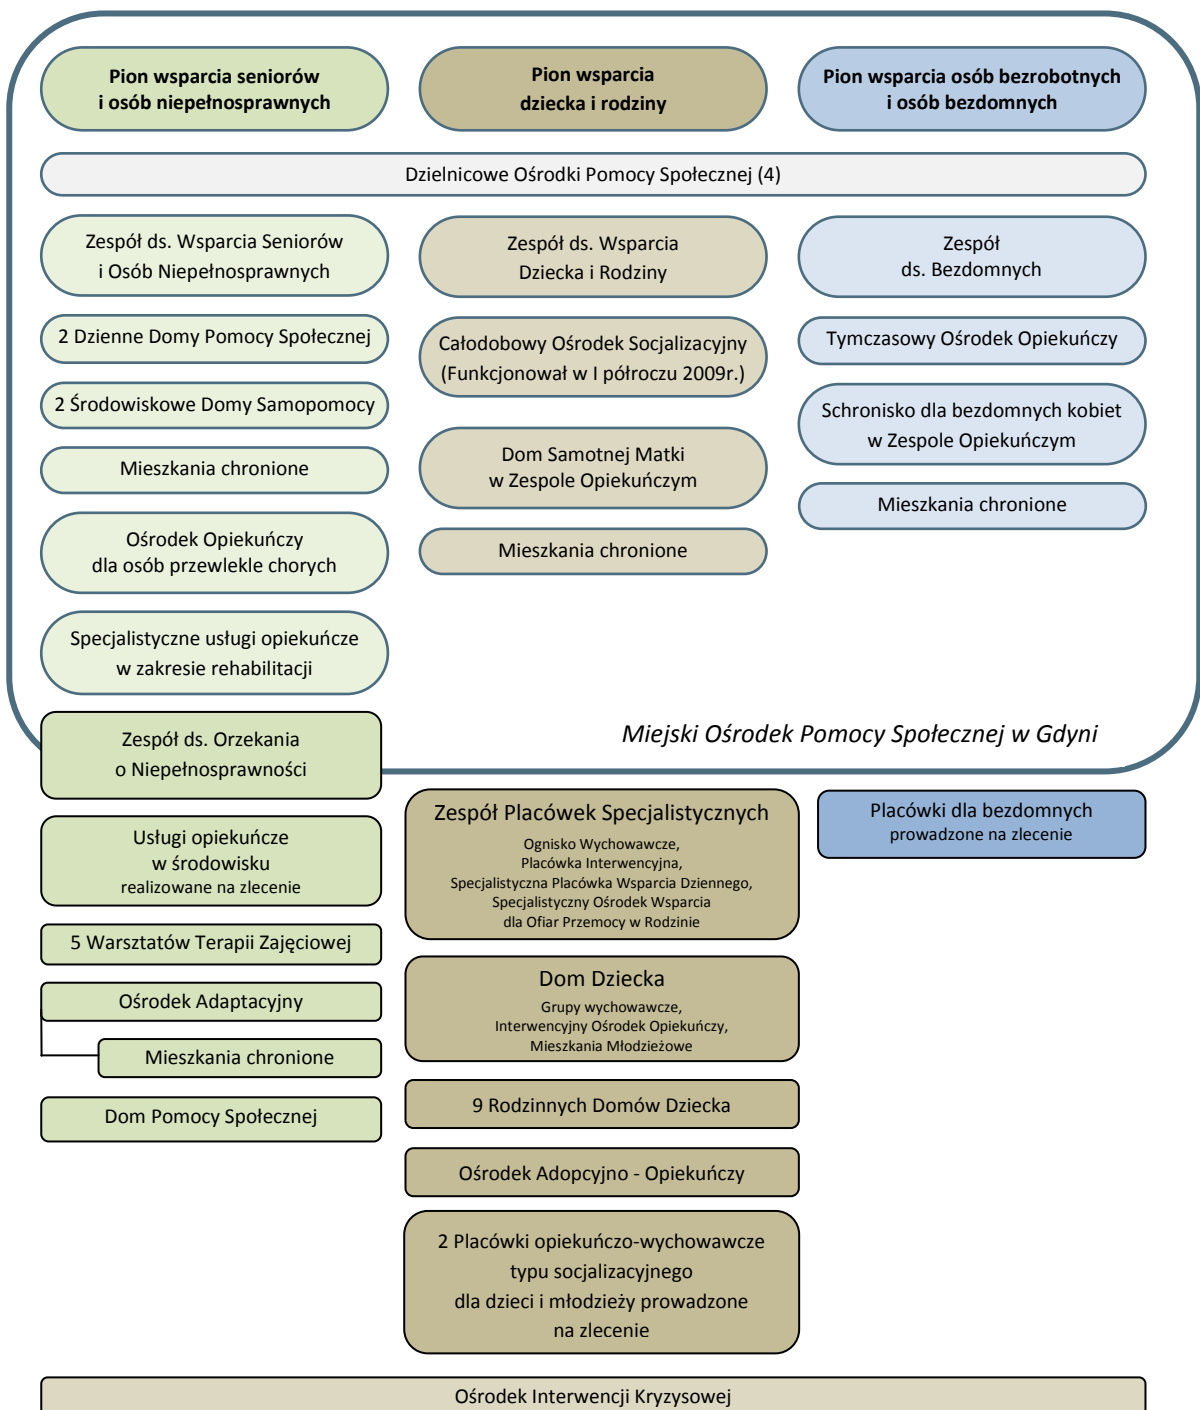 Pion wsparcia seniorów
i osób niepełnosprawnych
Pion wsparcia
dziecka i rodziny
Pion wsparcia osób bezrobotnych
i osób bezdomnych
Dzielnicowe Ośrodki Pomocy Społecznej (4)
Zespół ds. Wsparcia Seniorów
i Osób Niepełnosprawnych
2 Dzienne Domy Pomocy Społecznej
2 Środowiskowe Domy Samopomocy
Mieszkania chronione
Ośrodek Opiekuńczy
dla osób przewlekle chorych
Specjalistyczne usługi opiekuńcze
w zakresie rehabilitacji
Zespół ds. Wsparcia
Dziecka i Rodziny
Całodobowy Ośrodek Socjalizacyjny
(Funkcjonował w I półroczu 2009r.)
Dom Samotnej Matki
w Zespole Opiekuńczym
Mieszkania chronione
Zespół
ds. Bezdomnych
Tymczasowy Ośrodek Opiekuńczy
Schronisko dla bezdomnych kobiet
w Zespole Opiekuńczym
Mieszkania chronione
Miejski Ośrodek Pomocy Społecznej w Gdyni
Zespół ds. Orzekania
o Niepełnosprawności
Usługi opiekuńcze
w środowisku
realizowane na zlecenie
5 Warsztatów Terapii Zajęciowej
Ośrodek Adaptacyjny
Mieszkania chronione
Dom Pomocy Społecznej
Zespół Placówek Specjalistycznych
Ognisko Wychowawcze,
Placówka Interwencyjna,
Specjalistyczna Placówka Wsparcia Dziennego,
Specjalistyczny Ośrodek Wsparcia
dla Ofiar Przemocy w Rodzinie
Dom Dziecka
Grupy wychowawcze,
Interwencyjny Ośrodek Opiekuńczy,
Mieszkania Młodzieżowe
9 Rodzinnych Domów Dziecka
Ośrodek Adopcyjno - Opiekuńczy
2 Placówki opiekuńczo-wychowawcze
typu socjalizacyjnego
dla dzieci i młodzieży prowadzone
na zlecenie
Placówki dla bezdomnych
prowadzone na zlecenie
Ośrodek Interwencji Kryzysowej